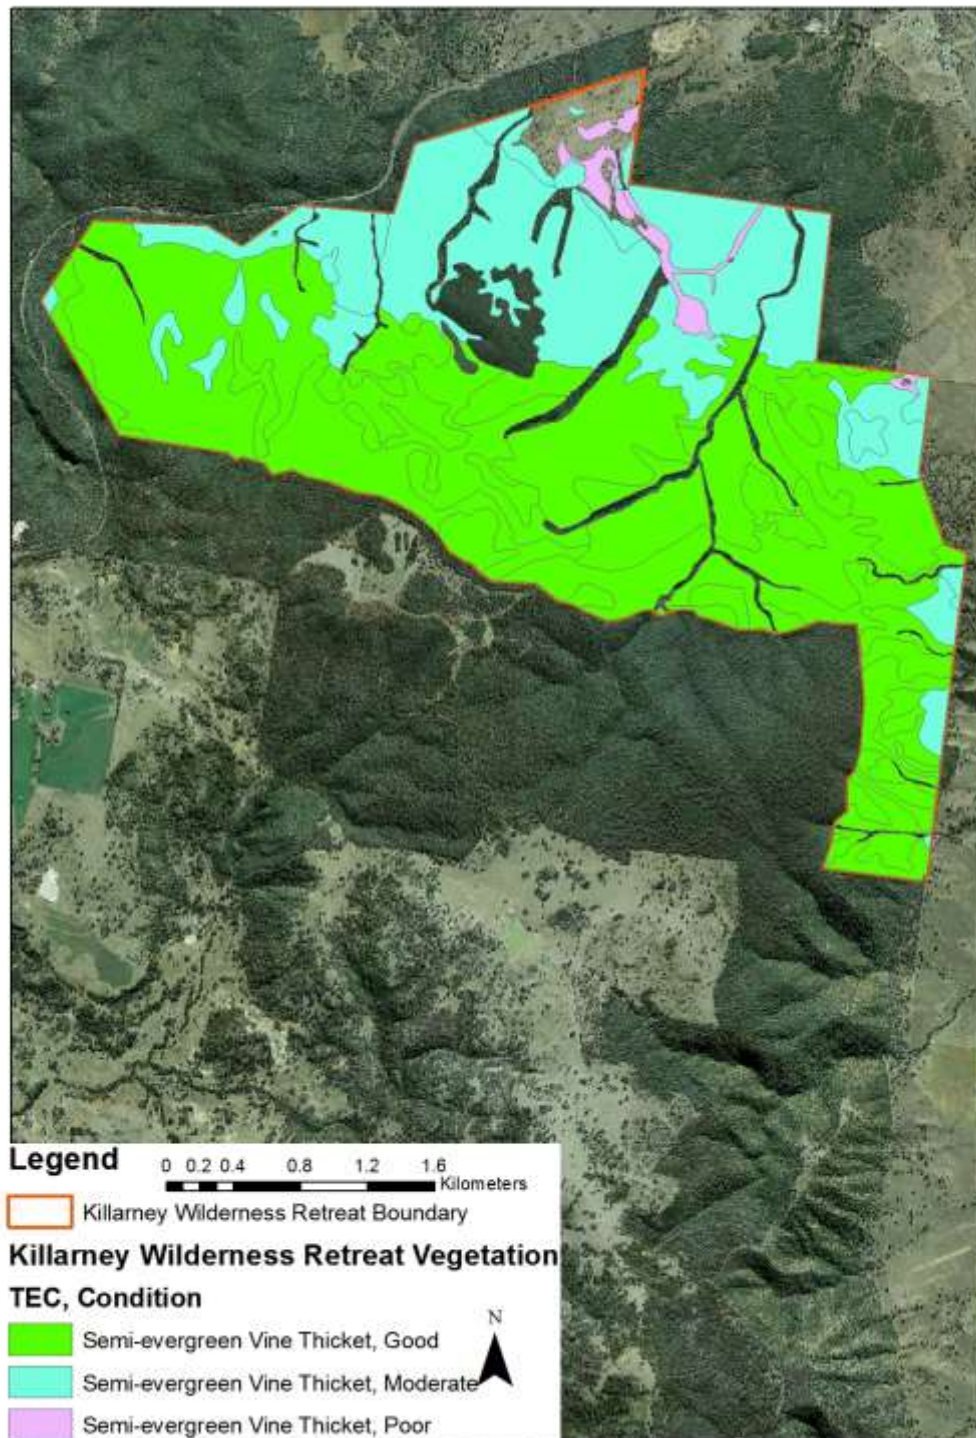 Legend
0 0.2 0.4 0.8 1.2 1.6
Kilometers
Killarney Wilderness Retreat Boundary
Killarney Wilderness Retreat Vegetation
TEC, Condition
N
Semi-evergreen Vine Thicket, Good
Semi-evergreen Vine Thicket, Moderate
Semi-evergreen Vine Thicket, Poor